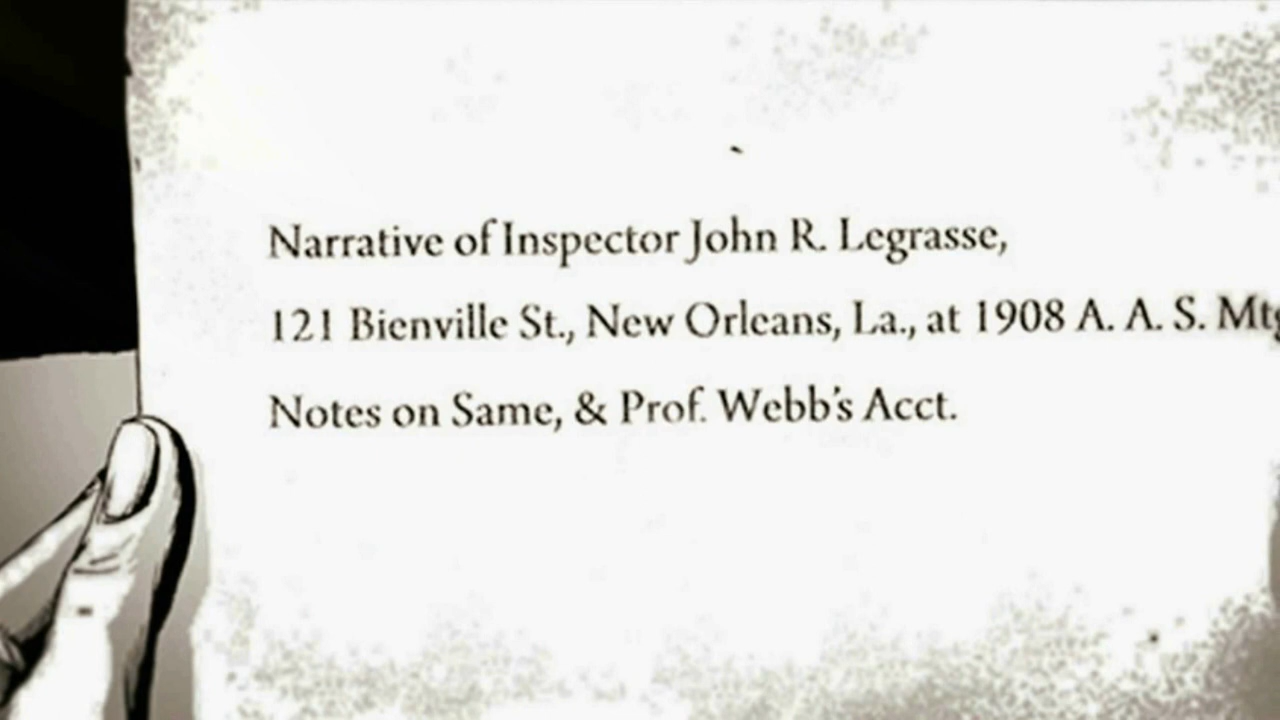 Narrative of Inspector John R. Legrasse,
121 Bienville St., New Orleans, La., at 1908 A. A. S. Mtg
Notes on Same, & Prof. Webb's Acct.